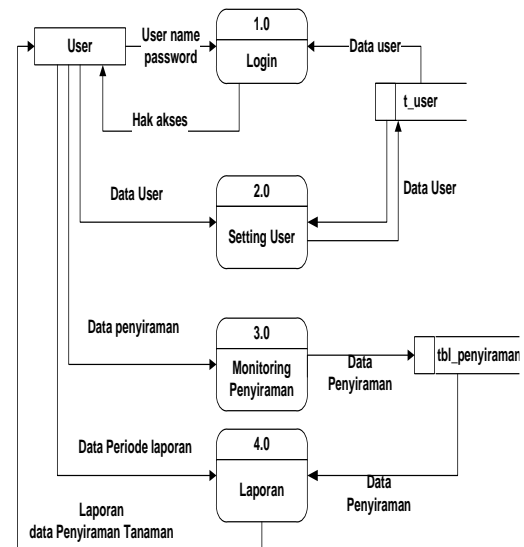 User
User name
password
1.0
Login
Data user
t_user
Hak akses
Data User
2.0
Setting User
Data User
Data penyiraman
3.0
Monitoring
Penyiraman
Data
Penyiraman
tbl_penyiraman
Data Periode laporan
4.0
Laporan
Data
Penyiraman
Laporan
data Penyiraman Tanaman